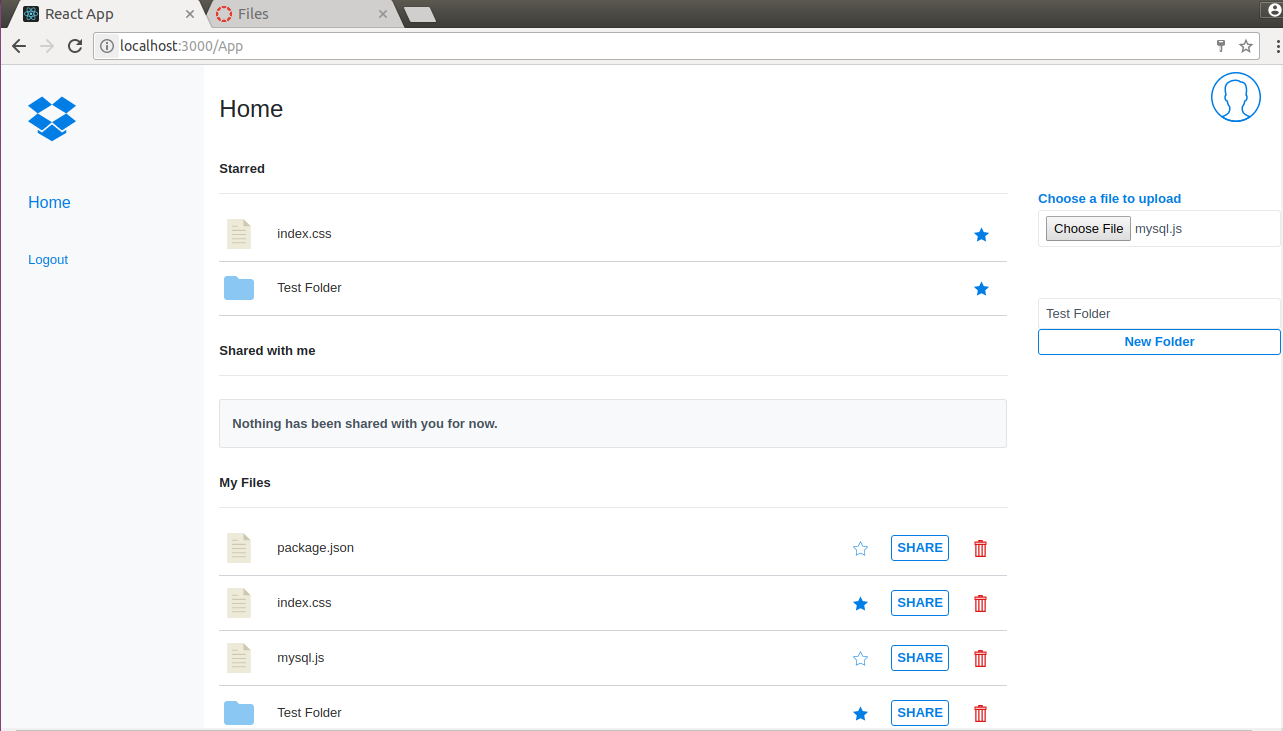 React App
Files
localhost:3000/App
Home
Home
Logout
Starred
index.css
Test Folder
Shared with me
Nothing has been shared with you for now.
My Files
package.json SHARE
index.css SHARE
mysql.js SHARE
Test Folder SHARE
Choose a file to upload
Choose File mysql.js
Test Folder
New Folder